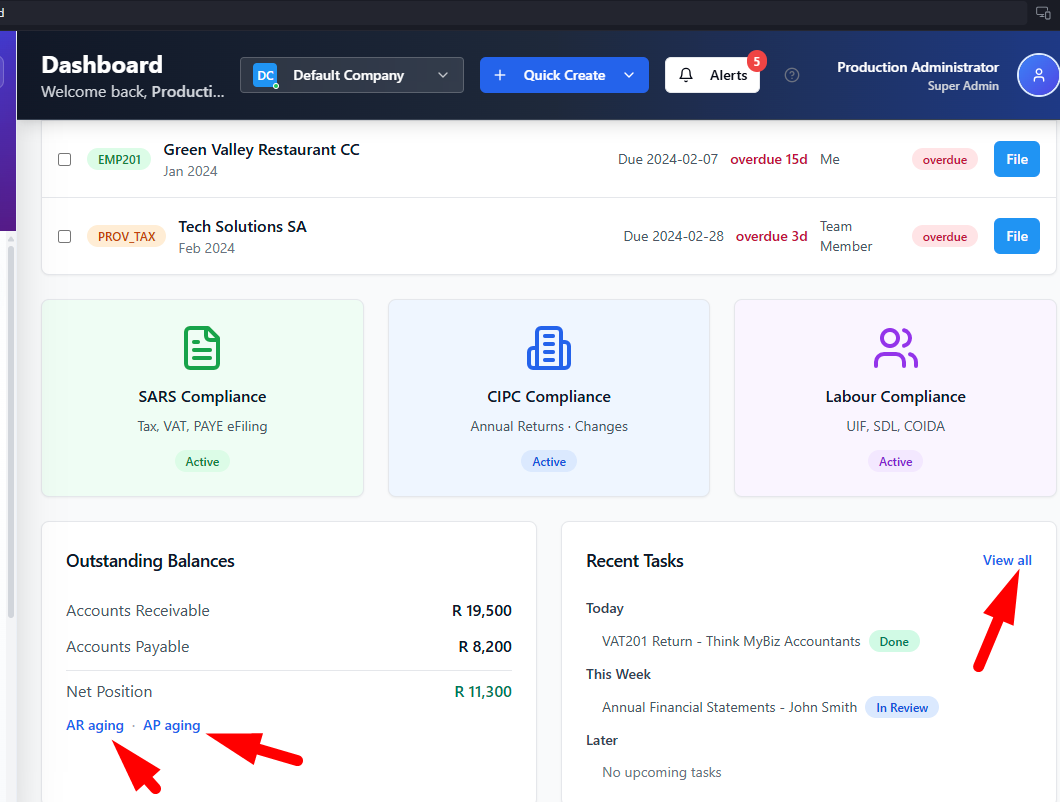 d
Dashboard
Welcome back, Producti...
DC Default Company
+ Quick Create
Alerts 5
?
Production Administrator
Super Admin
EMP201 Green Valley Restaurant CC
Jan 2024
Due 2024-02-07 overdue 15d Me overdue File
PROV_TAX Tech Solutions SA
Feb 2024
Due 2024-02-28 overdue 3d Team
Member
overdue File
SARS Compliance
Tax, VAT, PAYE eFiling
Active
CIPC Compliance
Annual Returns · Changes
Active
Labour Compliance
UIF, SDL, COIDA
Active
Outstanding Balances
Accounts Receivable R 19,500
Accounts Payable R 8,200
Net Position R 11,300
AR aging · AP aging
Recent Tasks View all
Today
VAT201 Return - Think MyBiz Accountants Done
This Week
Annual Financial Statements - John Smith In Review
Later
No upcoming tasks